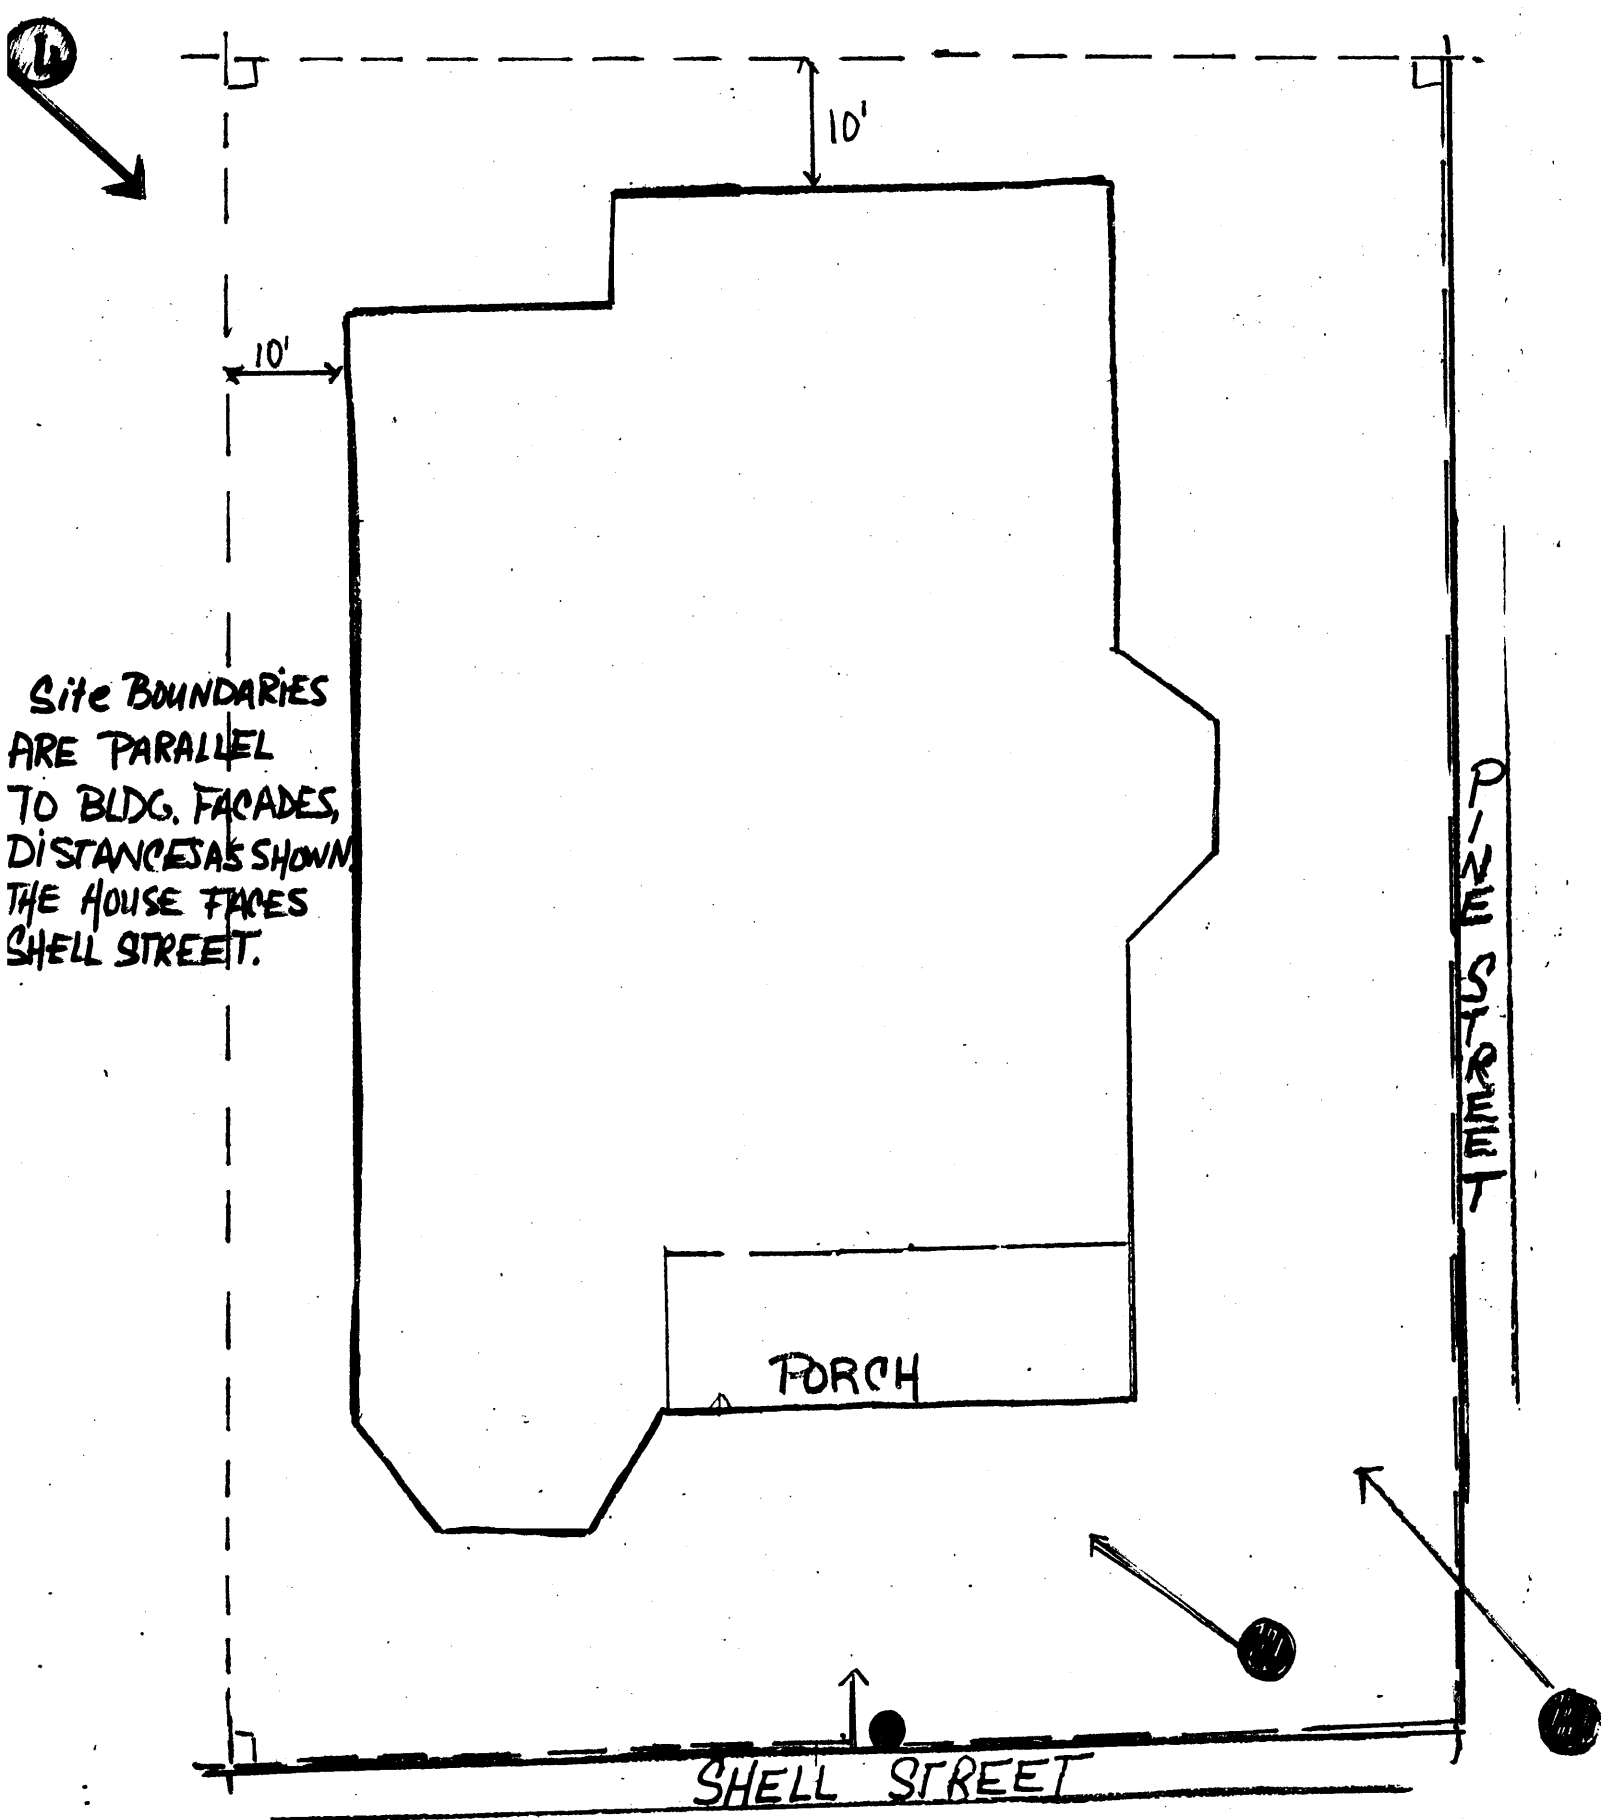 4
10'
10'
Site BOUNDARIES
ARE PARALLEL
TO BLDG. FACADES,
DISTANCES AS SHOWN.
THE HOUSE FACES
SHELL STREET.
PINE STREET
PORCH
SHELL STREET